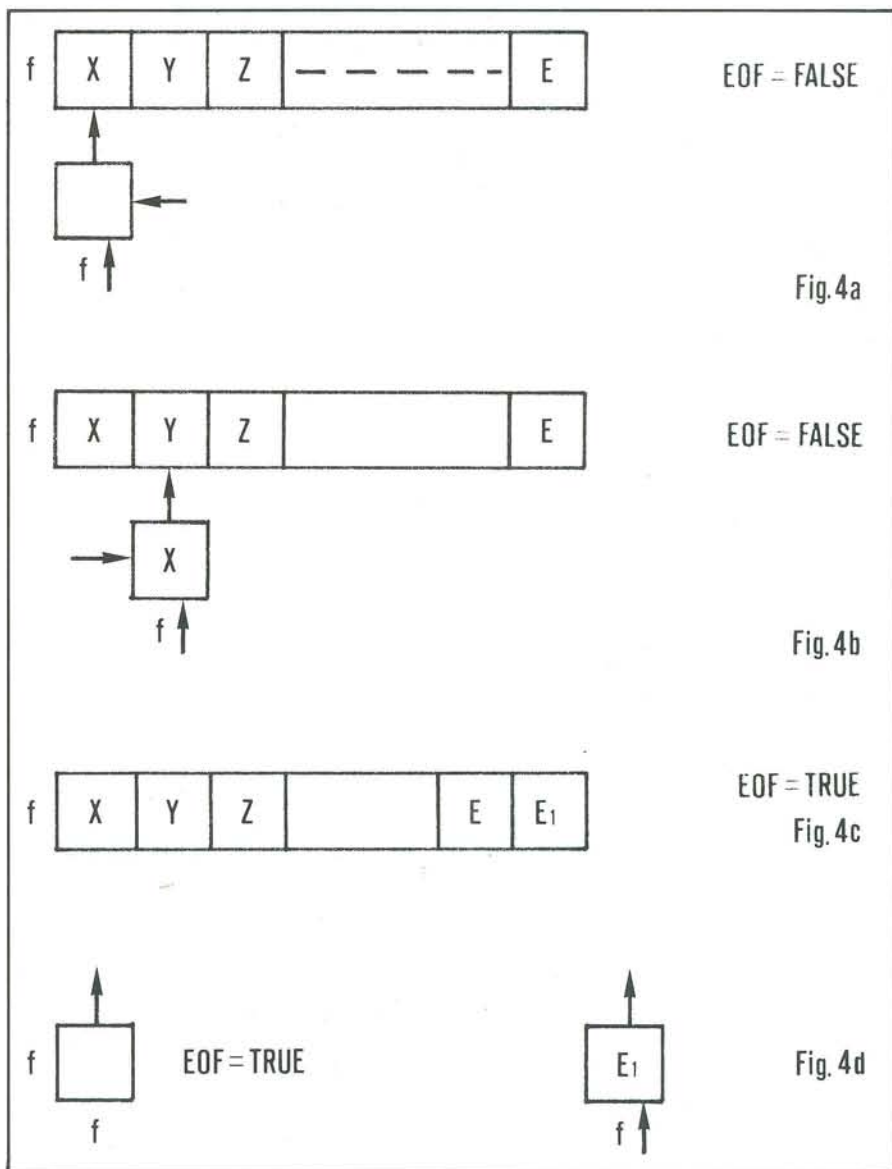 f X Y Z E EOF = FALSE
f
Fig. 4a
f X Y Z E EOF = FALSE
X
f
Fig. 4b
f X Y Z E E₁ EOF = TRUE
Fig. 4c
f EOF = TRUE E₁ Fig. 4d
f f